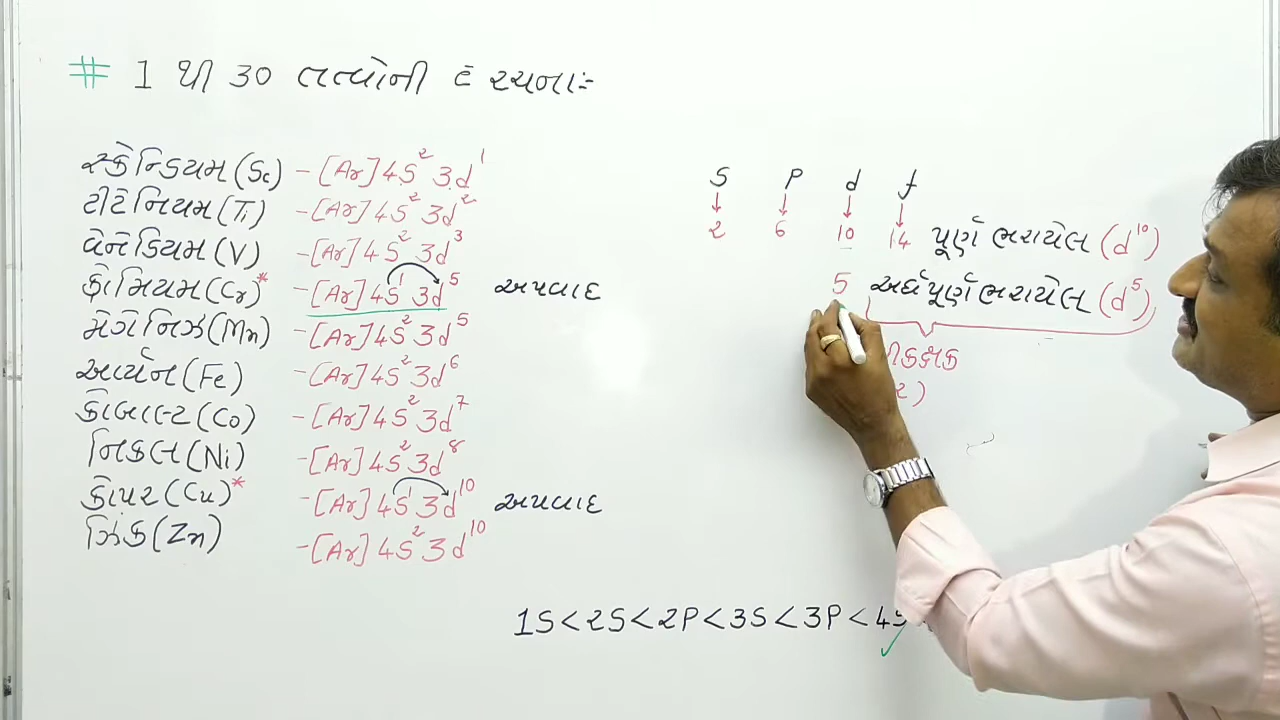 # 1 થી 30 તત્વોની ઈ રચનાઃ-
સ્કેન્ડિયમ (Sc) - [Ar] 4S² 3d¹
ટીટેનિયમ (Ti) - [Ar] 4S² 3d²
વેનેડિયમ (V) - [Ar] 4S² 3d³
ક્રોમિયમ (Cr)* - [Ar] 4S¹ 3d⁵ અપવાદ
મેંગેનિઝ (Mn) - [Ar] 4S² 3d⁵
આર્યન (Fe) - [Ar] 4S² 3d⁶
કોબાલ્ટ (Co) - [Ar] 4S² 3d⁷
નિકલ (Ni) - [Ar] 4S² 3d⁸
કોપર (Cu)* - [Ar] 4S¹ 3d¹⁰ અપવાદ
ઝિંક (Zn) - [Ar] 4S² 3d¹⁰
S P d f
↓ ↓ ↓ ↓
2 6 10 14 પૂર્ણ ભરાયેલ (d¹⁰)
5 અર્ધપૂર્ણ ભરાયેલ (d⁵)
1S < 2S < 2P < 3S < 3P < 4S